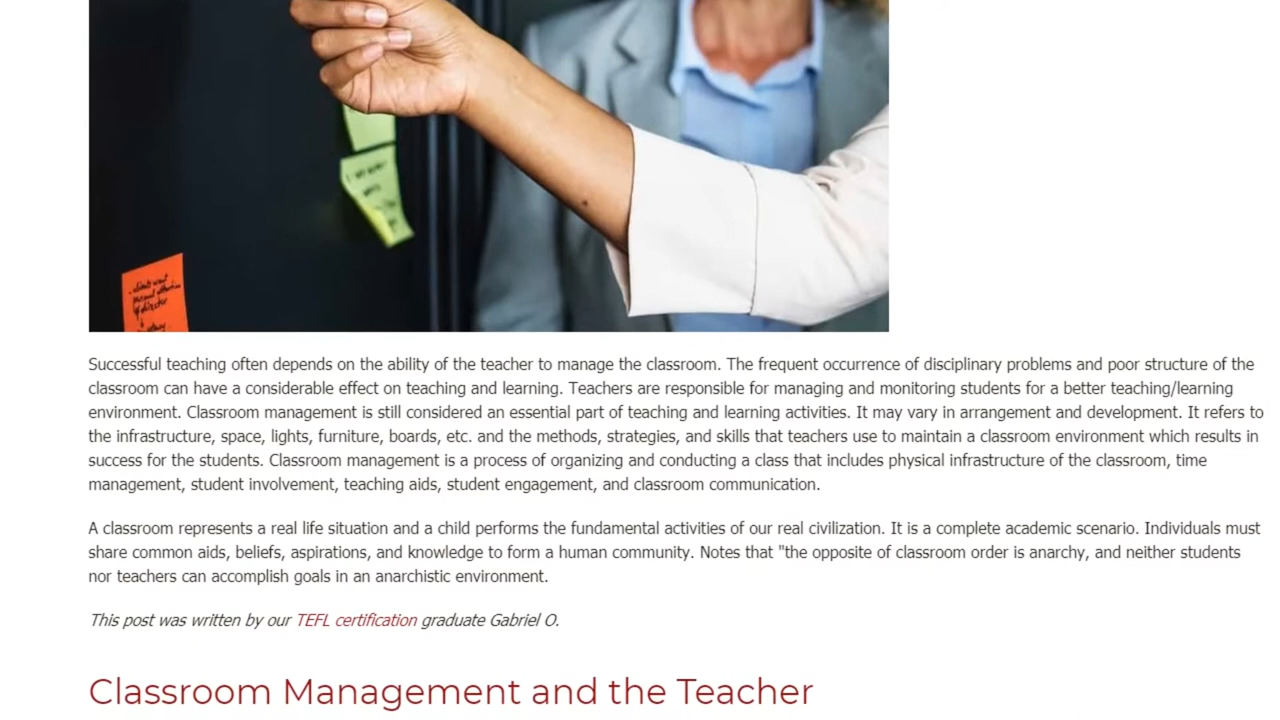 - clients want
personal attention
of director
Successful teaching often depends on the ability of the teacher to manage the classroom. The frequent occurrence of disciplinary problems and poor structure of the
classroom can have a considerable effect on teaching and learning. Teachers are responsible for managing and monitoring students for a better teaching/learning
environment. Classroom management is still considered an essential part of teaching and learning activities. It may vary in arrangement and development. It refers to
the infrastructure, space, lights, furniture, boards, etc. and the methods, strategies, and skills that teachers use to maintain a classroom environment which results in
success for the students. Classroom management is a process of organizing and conducting a class that includes physical infrastructure of the classroom, time
management, student involvement, teaching aids, student engagement, and classroom communication.
A classroom represents a real life situation and a child performs the fundamental activities of our real civilization. It is a complete academic scenario. Individuals must
share common aids, beliefs, aspirations, and knowledge to form a human community. Notes that "the opposite of classroom order is anarchy, and neither students
nor teachers can accomplish goals in an anarchistic environment.
This post was written by our TEFL certification graduate Gabriel O.
Classroom Management and the Teacher